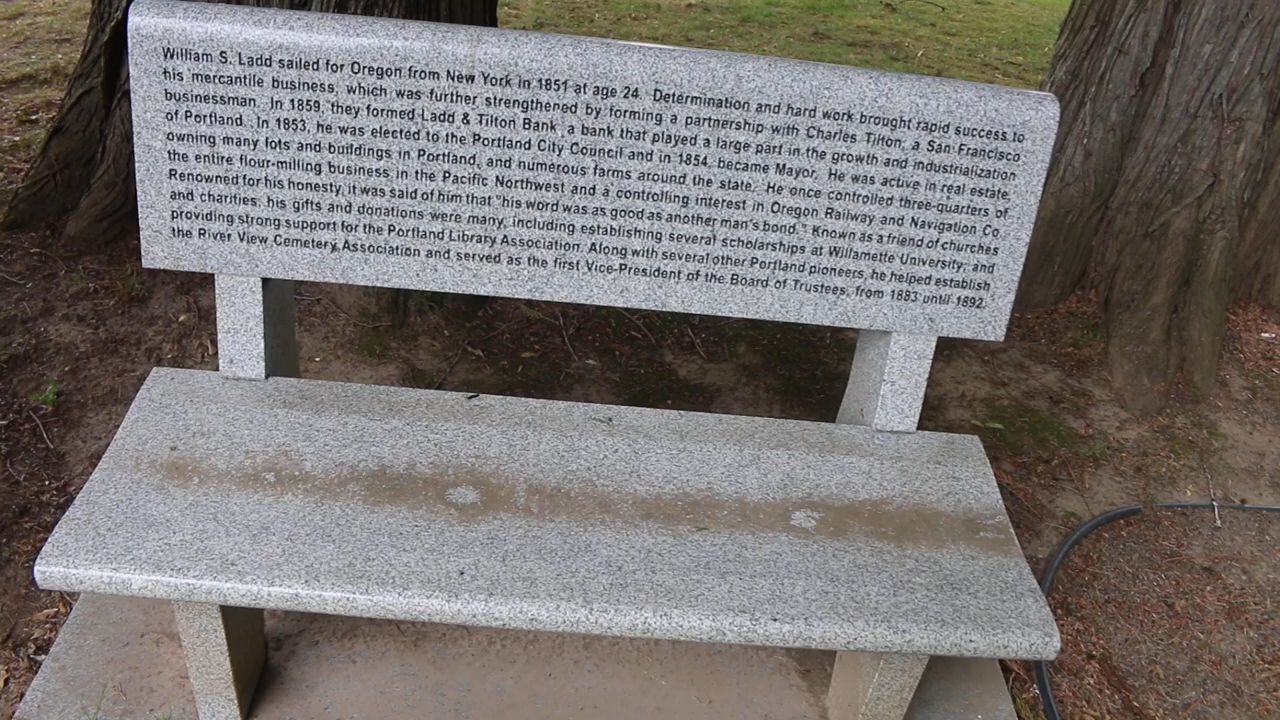 William S. Ladd sailed for Oregon from New York in 1851 at age 24. Determination and hard work brought rapid success to
his mercantile business, which was further strengthened by forming a partnership with Charles Tilton, a San Francisco
businessman. In 1859, they formed Ladd & Tilton Bank, a bank that played a large part in the growth and industrialization
of Portland. In 1853, he was elected to the Portland City Council and in 1854, became Mayor. He was active in real estate,
owning many lots and buildings in Portland, and numerous farms around the state. He once controlled three-quarters of
the entire flour-milling business in the Pacific Northwest and a controlling interest in Oregon Railway and Navigation Co.
Renowned for his honesty, it was said of him that "his word was as good as another man's bond." Known as a friend of churches
and charities, his gifts and donations were many, including establishing several scholarships at Willamette University, and
providing strong support for the Portland Library Association. Along with several other Portland pioneers, he helped establish
the River View Cemetery Association and served as the first Vice-President of the Board of Trustees, from 1883 until 1892.